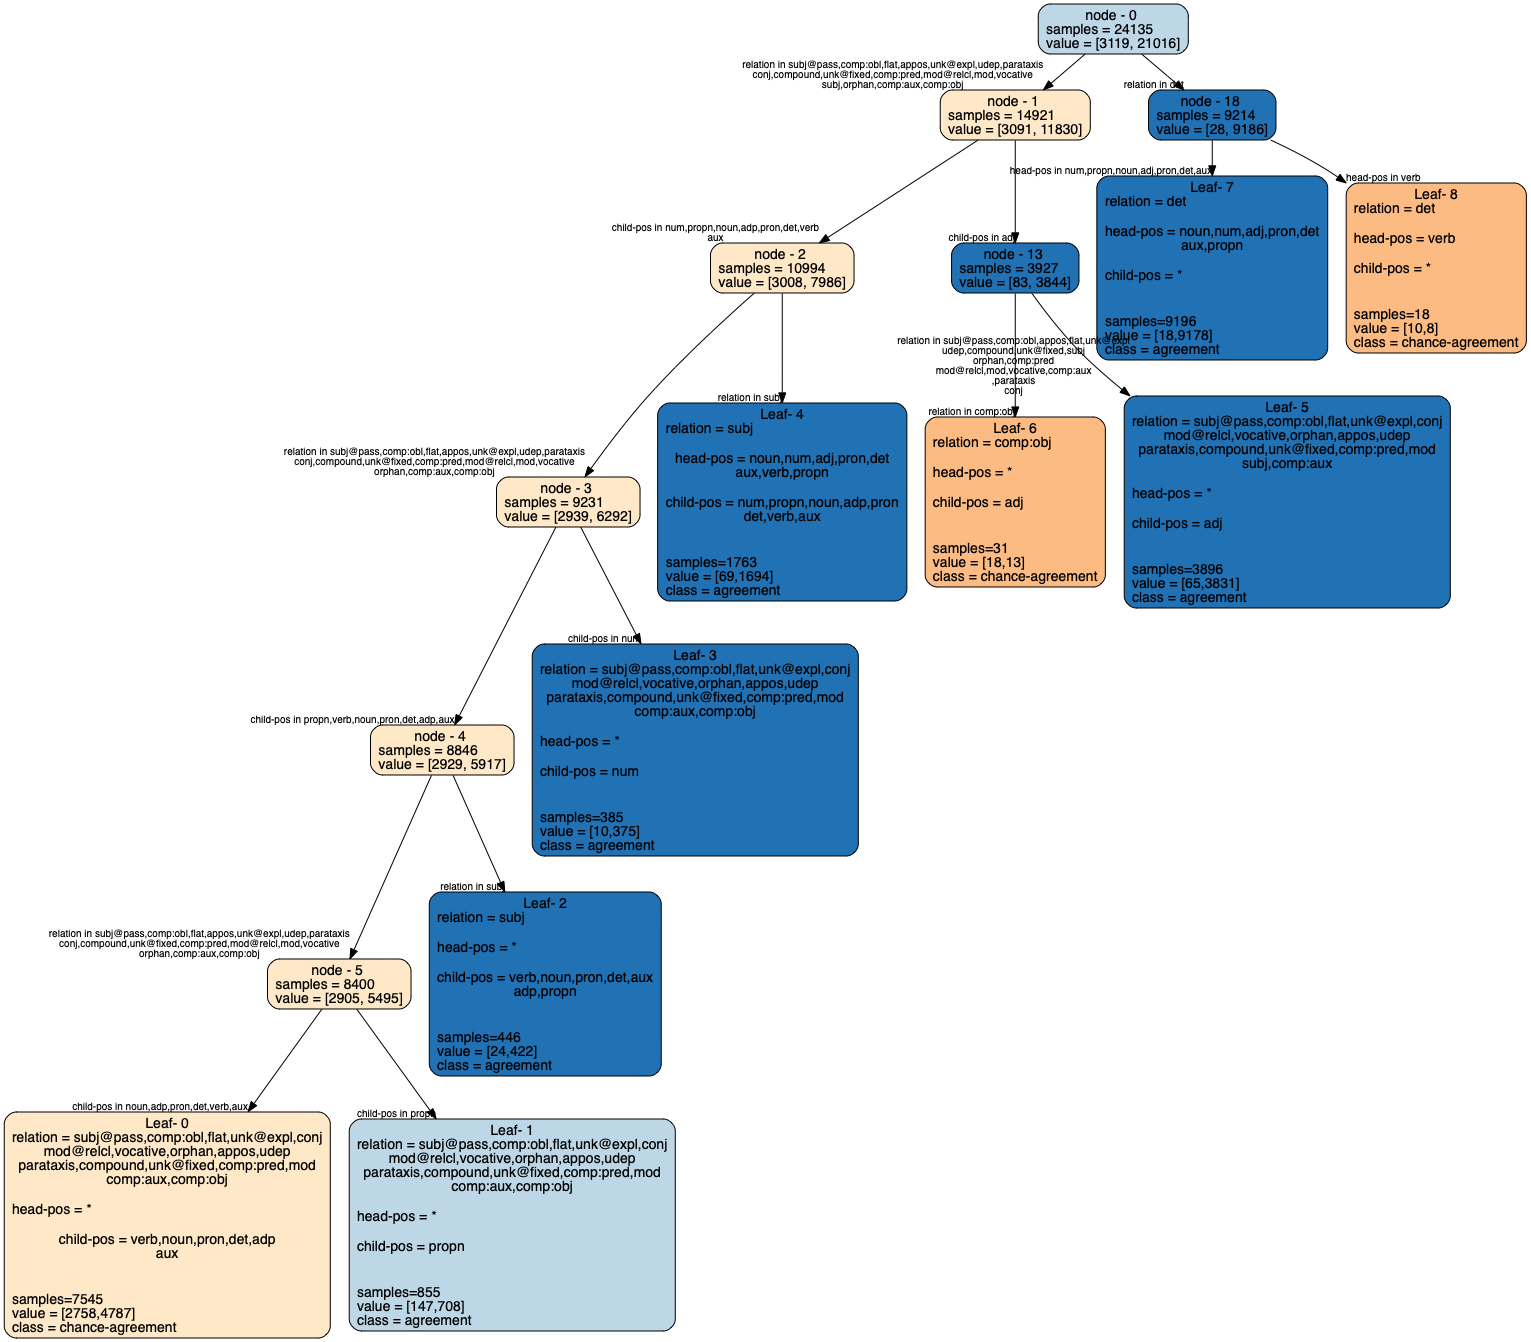 node - 0
samples = 24135
value = [3119, 21016]
relation in subj@pass,comp:obl,flat,appos,unk@expl,udep,parataxis
conj,compound,unk@fixed,comp:pred,mod@relcl,mod,vocative
subj,orphan,comp:aux,comp:obj
relation in det
node - 1
samples = 14921
value = [3091, 11830]
node - 18
samples = 9214
value = [28, 9186]
head-pos in num,propn,noun,adj,pron,det,aux
head-pos in verb
Leaf- 7
relation = det
head-pos = noun,num,adj,pron,det
aux,propn
child-pos = *
samples=9196
value = [18,9178]
class = agreement
Leaf- 8
relation = det
head-pos = verb
child-pos = *
samples=18
value = [10,8]
class = chance-agreement
child-pos in num,propn,noun,adp,pron,det,verb
aux
child-pos in adj
node - 2
samples = 10994
value = [3008, 7986]
node - 13
samples = 3927
value = [83, 3844]
relation in subj@pass,comp:obl,appos,flat,unk@expl
udep,compound,unk@fixed,subj
orphan,comp:pred
mod@relcl,mod,vocative,comp:aux
,parataxis
conj
relation in subj
relation in comp:obj
Leaf- 4
relation = subj
head-pos = noun,num,adj,pron,det
aux,verb,propn
child-pos = num,propn,noun,adp,pron
det,verb,aux
samples=1763
value = [69,1694]
class = agreement
Leaf- 6
relation = comp:obj
head-pos = *
child-pos = adj
samples=31
value = [18,13]
class = chance-agreement
Leaf- 5
relation = subj@pass,comp:obl,flat,unk@expl,conj
mod@relcl,vocative,orphan,appos,udep
parataxis,compound,unk@fixed,comp:pred,mod
subj,comp:aux
head-pos = *
child-pos = adj
samples=3896
value = [65,3831]
class = agreement
relation in subj@pass,comp:obl,flat,appos,unk@expl,udep,parataxis
conj,compound,unk@fixed,comp:pred,mod@relcl,mod,vocative
orphan,comp:aux,comp:obj
node - 3
samples = 9231
value = [2939, 6292]
child-pos in num
Leaf- 3
relation = subj@pass,comp:obl,flat,unk@expl,conj
mod@relcl,vocative,orphan,appos,udep
parataxis,compound,unk@fixed,comp:pred,mod
comp:aux,comp:obj
head-pos = *
child-pos = num
samples=385
value = [10,375]
class = agreement
child-pos in propn,verb,noun,pron,det,adp,aux
node - 4
samples = 8846
value = [2929, 5917]
relation in subj
Leaf- 2
relation = subj
head-pos = *
child-pos = verb,noun,pron,det,aux
adp,propn
samples=446
value = [24,422]
class = agreement
relation in subj@pass,comp:obl,flat,appos,unk@expl,udep,parataxis
conj,compound,unk@fixed,comp:pred,mod@relcl,mod,vocative
orphan,comp:aux,comp:obj
node - 5
samples = 8400
value = [2905, 5495]
child-pos in noun,adp,pron,det,verb,aux
child-pos in propn
Leaf- 0
relation = subj@pass,comp:obl,flat,unk@expl,conj
mod@relcl,vocative,orphan,appos,udep
parataxis,compound,unk@fixed,comp:pred,mod
comp:aux,comp:obj
head-pos = *
child-pos = verb,noun,pron,det,adp
aux
samples=7545
value = [2758,4787]
class = chance-agreement
Leaf- 1
relation = subj@pass,comp:obl,flat,unk@expl,conj
mod@relcl,vocative,orphan,appos,udep
parataxis,compound,unk@fixed,comp:pred,mod
comp:aux,comp:obj
head-pos = *
child-pos = propn
samples=855
value = [147,708]
class = agreement